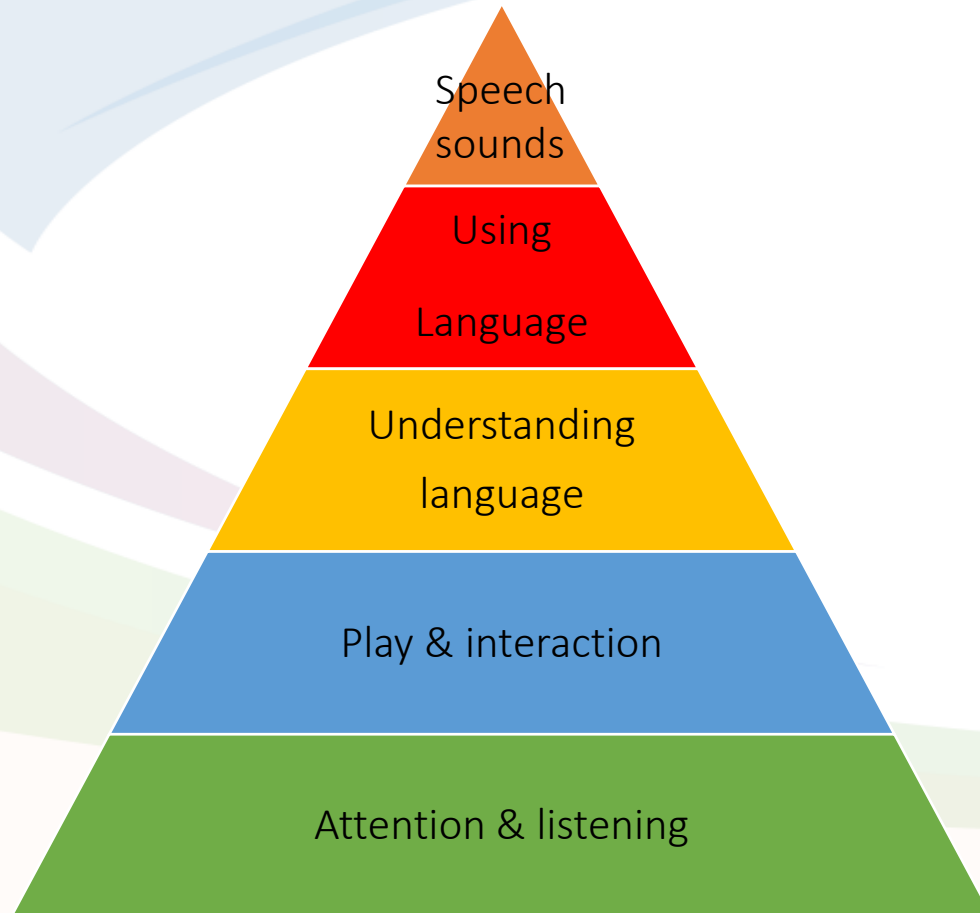 Speech
sounds
Using
Language
Understanding
language
Play & interaction
Attention & listening